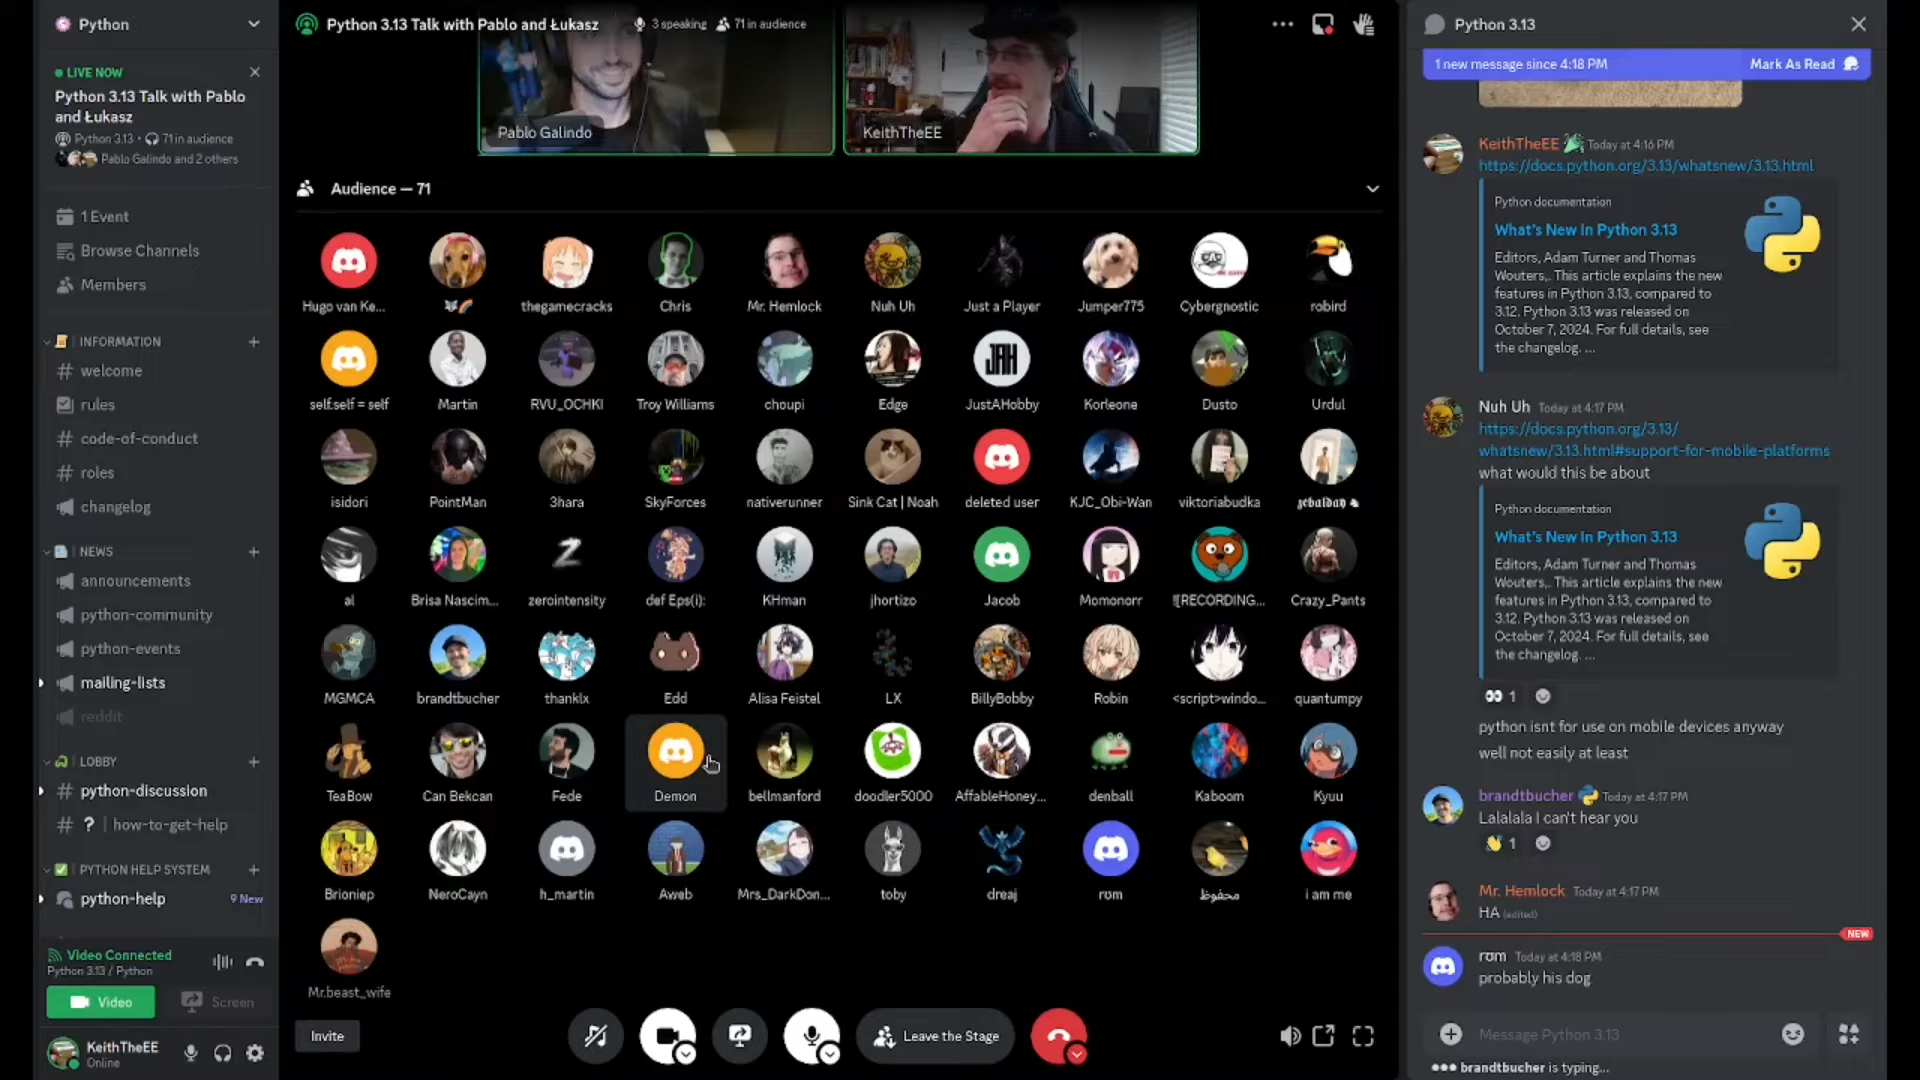 Python
LIVE NOW
Python 3.13 Talk with Pablo
and Łukasz
Python 3.13 • 71 in audience
Pablo Galindo and 2 others
1 Event
Browse Channels
Members
INFORMATION
welcome
rules
code-of-conduct
roles
changelog
NEWS
announcements
python-community
python-events
mailing-lists
reddit
LOBBY
python-discussion
? | how-to-get-help
PYTHON HELP SYSTEM
python-help 9 New
Video Connected
Python 3.13 / Python
Video Screen
KeithTheEE
Online
Python 3.13 Talk with Pablo and Łukasz 3 speaking 71 in audience
Pablo Galindo KeithTheEE
Audience — 71
Hugo van Ke... thegamecracks Chris Mr. Hemlock Nuh Uh Just a Player Jumper775 Cybergnostic robird
self.self = self Martin RVU_OCHKI Troy Williams choupi Edge JustAHobby Korleone Dusto Urdul
JAH
isidori PointMan 3hara SkyForces nativerunner Sink Cat | Noah deleted user KJC_Obi-Wan viktoriabudka
al Brisa Nascim... zerointensity def Eps(i): KHman jhortizo Jacob Momonorr ![RECORDING... Crazy_Pants
MGMCA brandtbucher thanklx Edd Alisa Feistel LX BillyBobby Robin <script>windo... quantumpy
TeaBow Can Bekcan Fede Demon bellmanford doodler5000 AffableHoney... denball Kaboom Kyuu
Brioniep NeroCayn h_martin Aweb Mrs_DarkDon... toby dreaj rom محفوظ i am me
Mr.beast_wife
Invite
Leave the Stage
Python 3.13
1 new message since 4:18 PM Mark As Read
KeithTheEE Today at 4:16 PM
https://docs.python.org/3.13/whatsnew/3.13.html
Python documentation
What's New In Python 3.13
Editors, Adam Turner and Thomas
Wouters,. This article explains the new
features in Python 3.13, compared to
3.12. Python 3.13 was released on
October 7, 2024. For full details, see
the changelog. ...
Nuh Uh Today at 4:17 PM
https://docs.python.org/3.13/
whatsnew/3.13.html#support-for-mobile-platforms
what would this be about
Python documentation
What's New In Python 3.13
Editors, Adam Turner and Thomas
Wouters,. This article explains the new
features in Python 3.13, compared to
3.12. Python 3.13 was released on
October 7, 2024. For full details, see
the changelog. ...
1
python isnt for use on mobile devices anyway
well not easily at least
brandtbucher Today at 4:17 PM
Lalalala I can't hear you
1
Mr. Hemlock Today at 4:17 PM
HA (edited)
NEW
rom Today at 4:18 PM
probably his dog
Message Python 3.13
brandtbucher is typing...